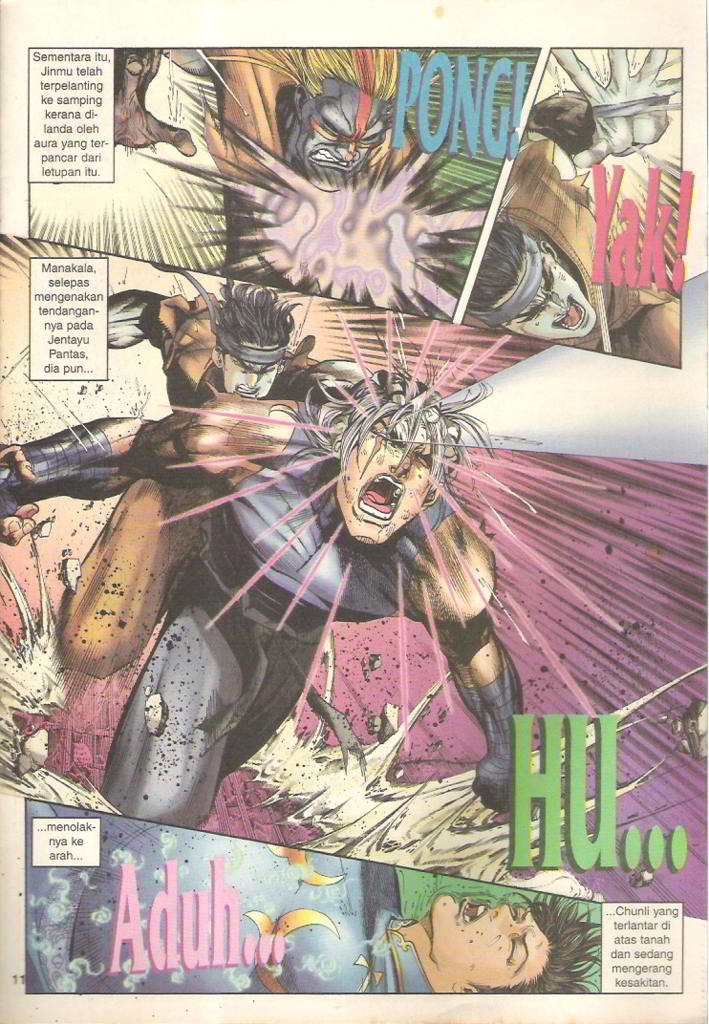 Sementara itu,
Jinmu telah
terpelanting
ke samping
kerana di-
landa oleh
aura yang ter-
pancar dari
letupan itu.
PONG!
Yak!
Manakala,
selepas
mengenakan
tendangan-
nya pada
Jentayu
Pantas,
dia pun...
HU...
...menolak-
nya ke
arah...
Aduh...
...Chunli yang
terlantar di
atas tanah
dan sedang
mengerang
kesakitan.
11